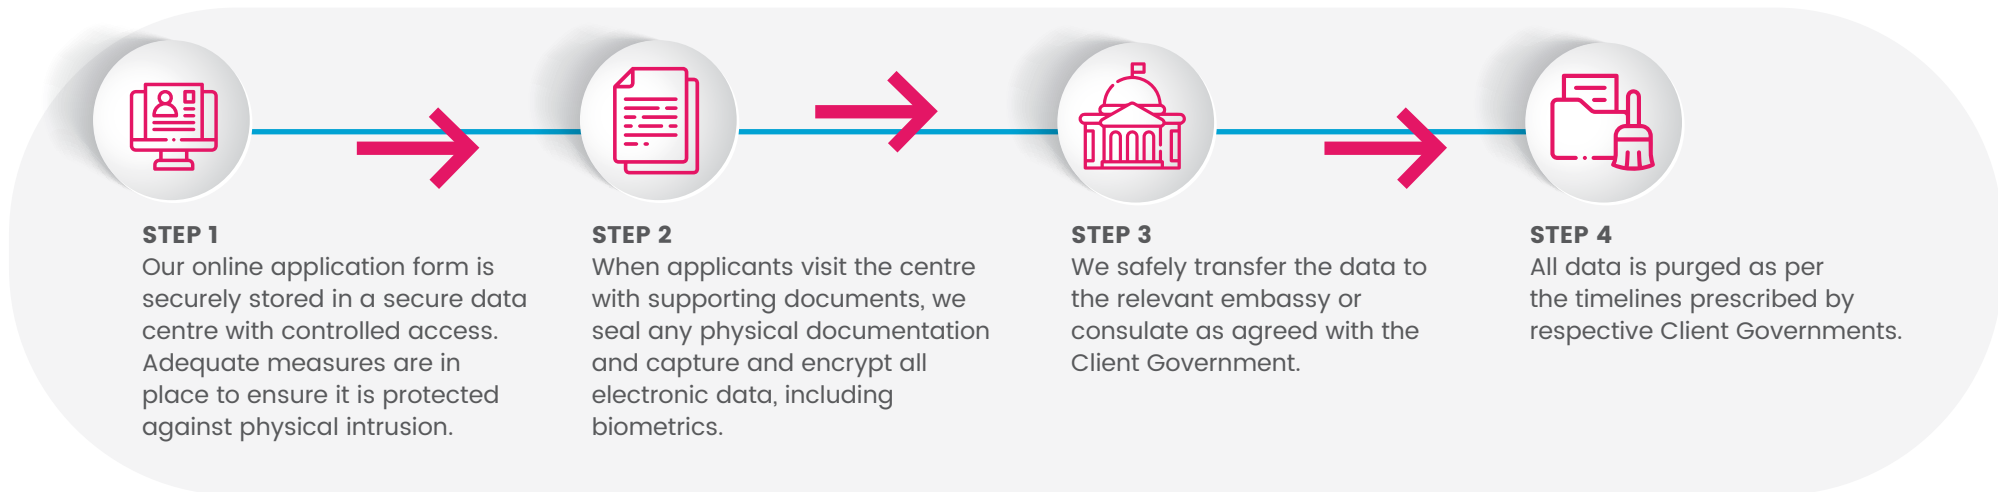 STEP 1
Our online application form is
securely stored in a secure data
centre with controlled access.
Adequate measures are in
place to ensure it is protected
against physical intrusion.
STEP 2
When applicants visit the centre
with supporting documents, we
seal any physical documentation
and capture and encrypt all
electronic data, including
biometrics.
STEP 3
We safely transfer the data to
the relevant embassy or
consulate as agreed with the
Client Government.
STEP 4
All data is purged as per
the timelines prescribed by
respective Client Governments.